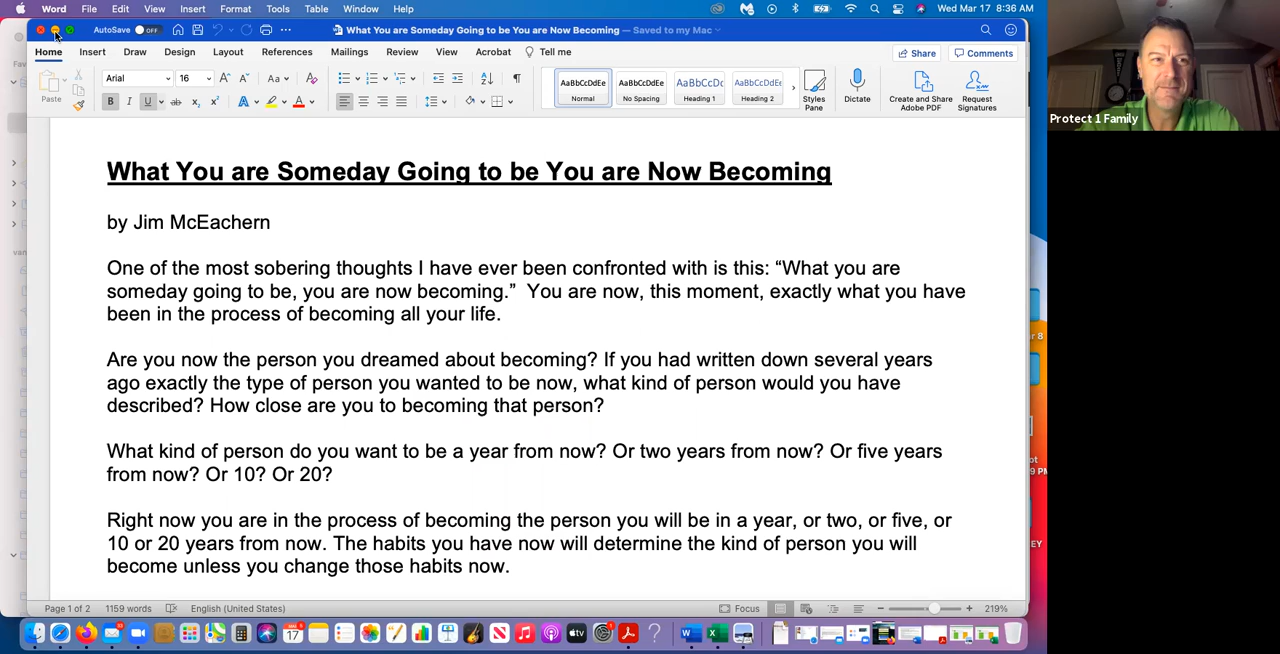 Word File Edit View Insert Format Tools Table Window Help Wed Mar 17 8:36 AM
AutoSave OFF What You are Someday Going to be You are Now Becoming — Saved to my Mac
Home Insert Draw Design Layout References Mailings Review View Acrobat Tell me Share Comments
Paste Arial 16 Aa AaBbCcDdEe AaBbCcDdEe AaBbCcDc AaBbCcDdEe
Normal No Spacing Heading 1 Heading 2 Styles Pane Dictate Create and Share Adobe PDF Request Signatures
Protect 1 Family
What You are Someday Going to be You are Now Becoming
by Jim McEachern
One of the most sobering thoughts I have ever been confronted with is this: “What you are
someday going to be, you are now becoming.”  You are now, this moment, exactly what you have
been in the process of becoming all your life.
Are you now the person you dreamed about becoming? If you had written down several years
ago exactly the type of person you wanted to be now, what kind of person would you have
described? How close are you to becoming that person?
What kind of person do you want to be a year from now? Or two years from now? Or five years
from now? Or 10? Or 20?
Right now you are in the process of becoming the person you will be in a year, or two, or five, or
10 or 20 years from now. The habits you have now will determine the kind of person you will
become unless you change those habits now.
Page 1 of 2 1159 words English (United States) Focus 219%